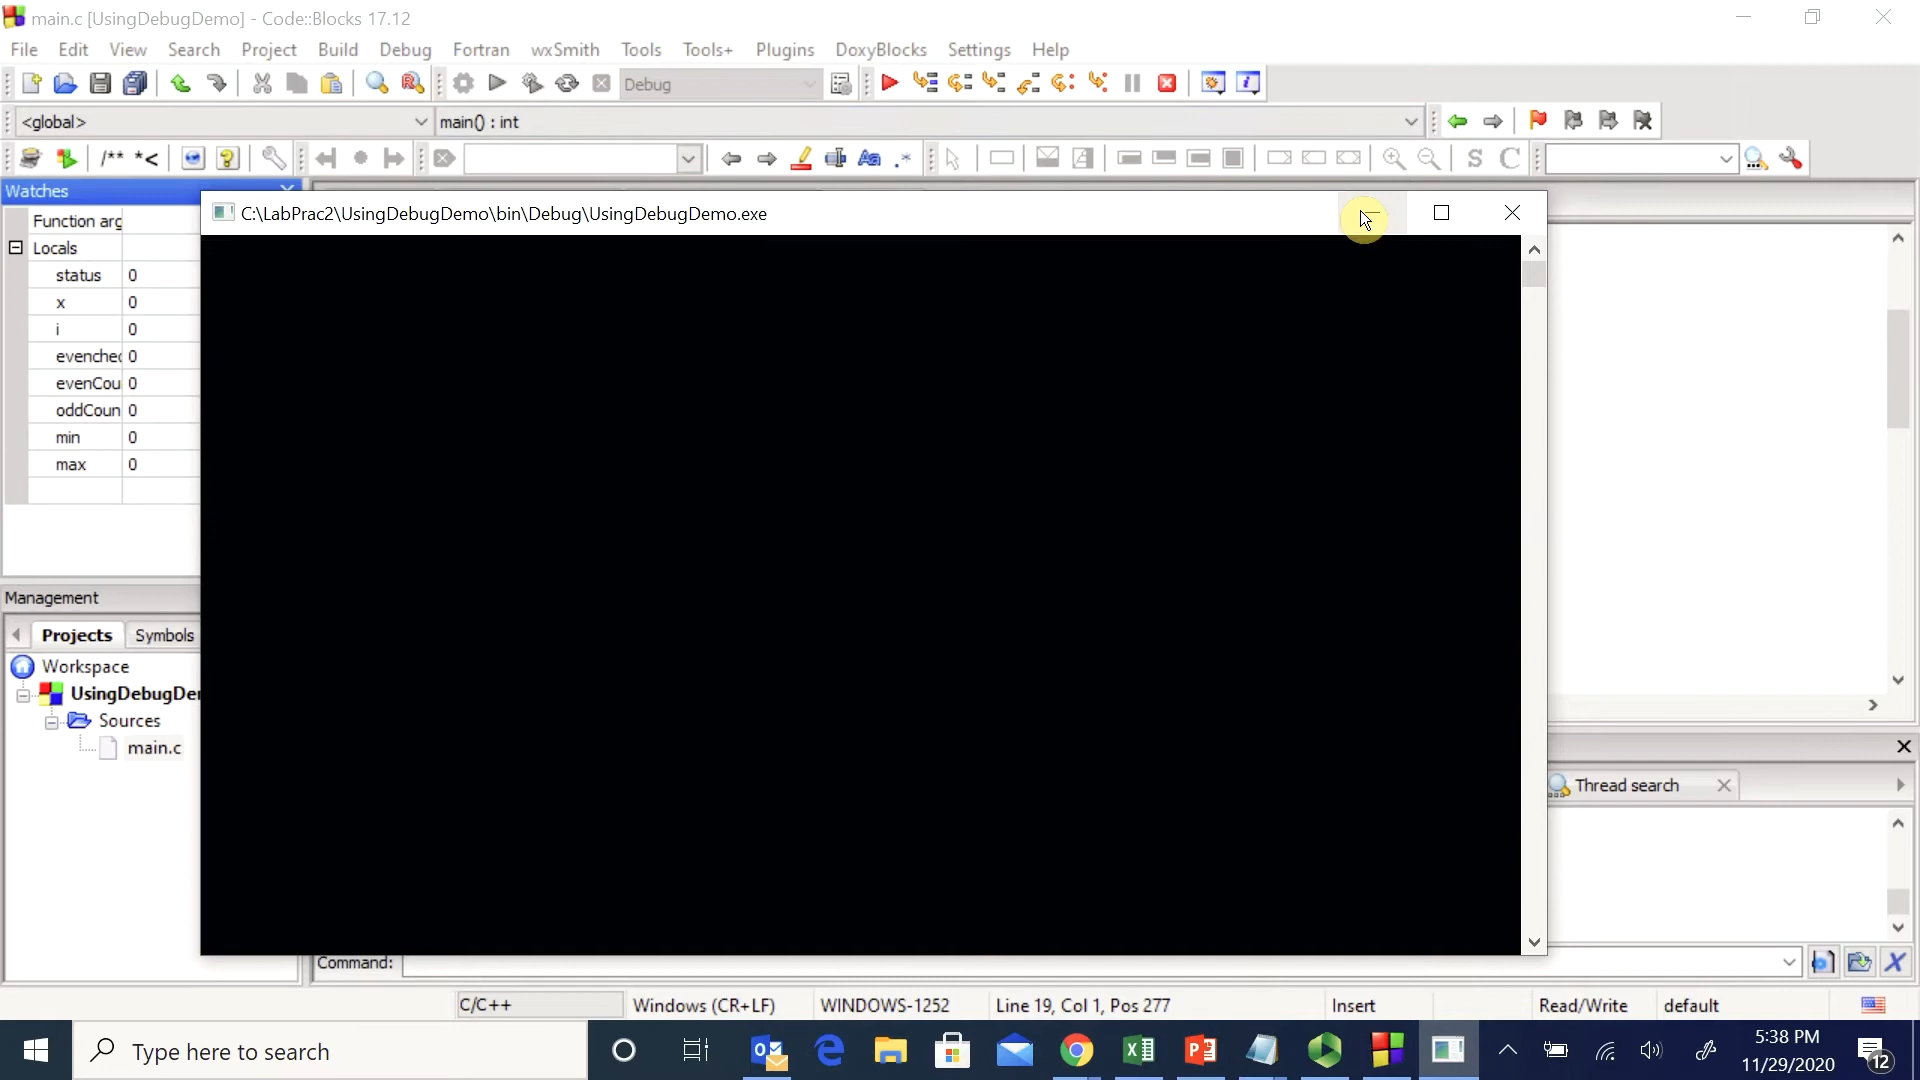 main.c [UsingDebugDemo] - Code::Blocks 17.12
File Edit View Search Project Build Debug Fortran wxSmith Tools Tools+ Plugins DoxyBlocks Settings Help
Debug
<global> main() : int
/** *<
Aa .* S C
Watches
C:\LabPrac2\UsingDebugDemo\bin\Debug\UsingDebugDemo.exe
Function arg
Locals
status 0
x 0
i 0
evenchec 0
evenCou 0
oddCoun 0
min 0
max 0
Management
Projects Symbols
Workspace
UsingDebugDer
Sources
main.c
Thread search
Command:
C/C++ Windows (CR+LF) WINDOWS-1252 Line 19, Col 1, Pos 277 Insert Read/Write default
Type here to search
5:38 PM
11/29/2020
12